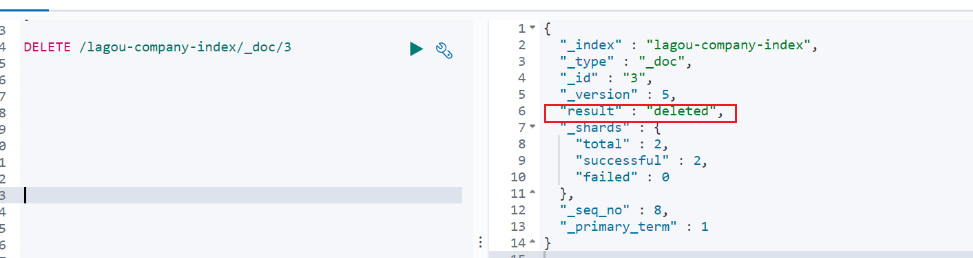 3
4 DELETE /lagou-company-index/_doc/3
5
6
7
8
9
0
1
2
3
4
5
6
1 {
2 "_index" : "lagou-company-index",
3 "_type" : "_doc",
4 "_id" : "3",
5 "_version" : 5,
6 "result" : "deleted",
7 "_shards" : {
8 "total" : 2,
9 "successful" : 2,
10 "failed" : 0
11 },
12 "_seq_no" : 8,
13 "_primary_term" : 1
14 }
15